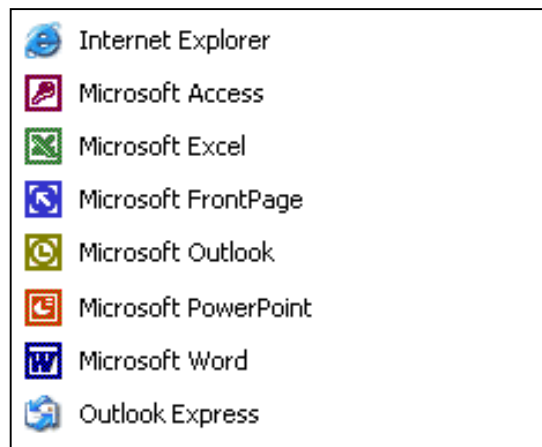 Internet Explorer
Microsoft Access
Microsoft Excel
Microsoft FrontPage
Microsoft Outlook
Microsoft PowerPoint
Microsoft Word
Outlook Express